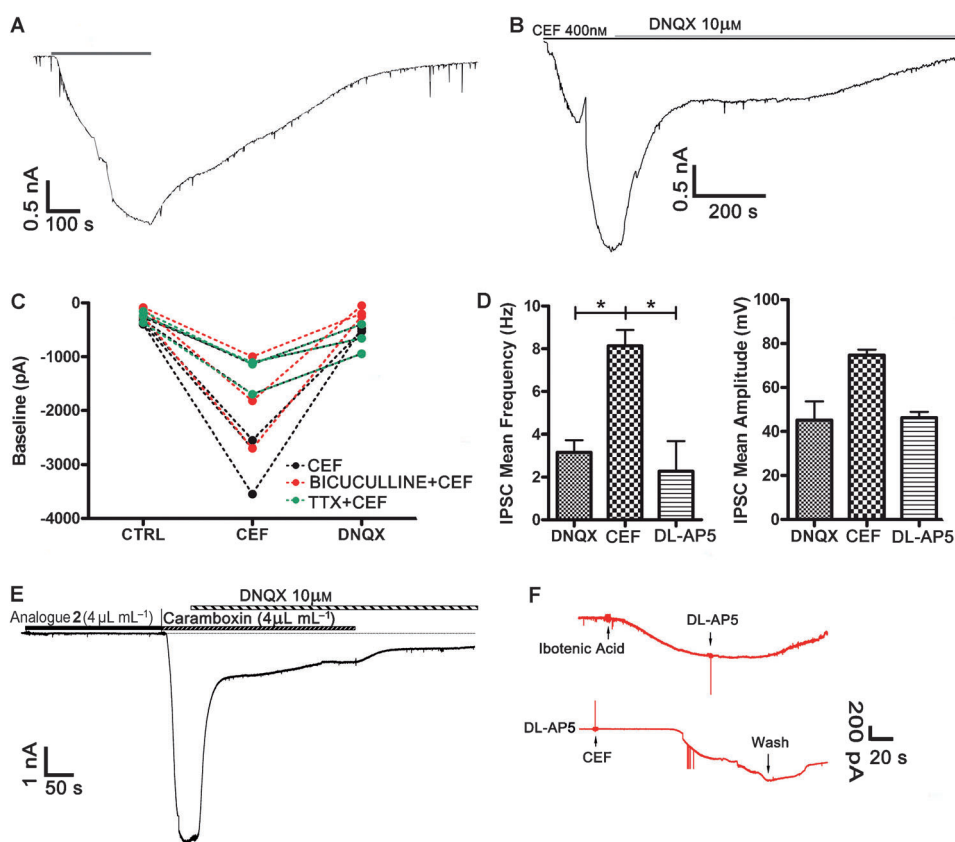 A
0.5 nA
100 s
B
CEF 400nM
DNQX 10µM
0.5 nA
200 s
C
Baseline (pA)
0
-1000
-2000
-3000
-4000
CTRL
CEF
DNQX
CEF
BICUCULLINE+CEF
TTX+CEF
D
IPSC Mean Frequency (Hz)
10
8
6
4
2
0
*
*
DNQX
CEF
DL-AP5
IPSC Mean Amplitude (mV)
100
80
60
40
20
0
DNQX
CEF
DL-AP5
E
DNQX 10µM
Analogue 2 (4 µL mL⁻¹)
Caramboxin (4µL mL⁻¹)
1 nA
50 s
F
DL-AP5
Ibotenic Acid
DL-AP5
CEF
Wash
200 pA
20 s